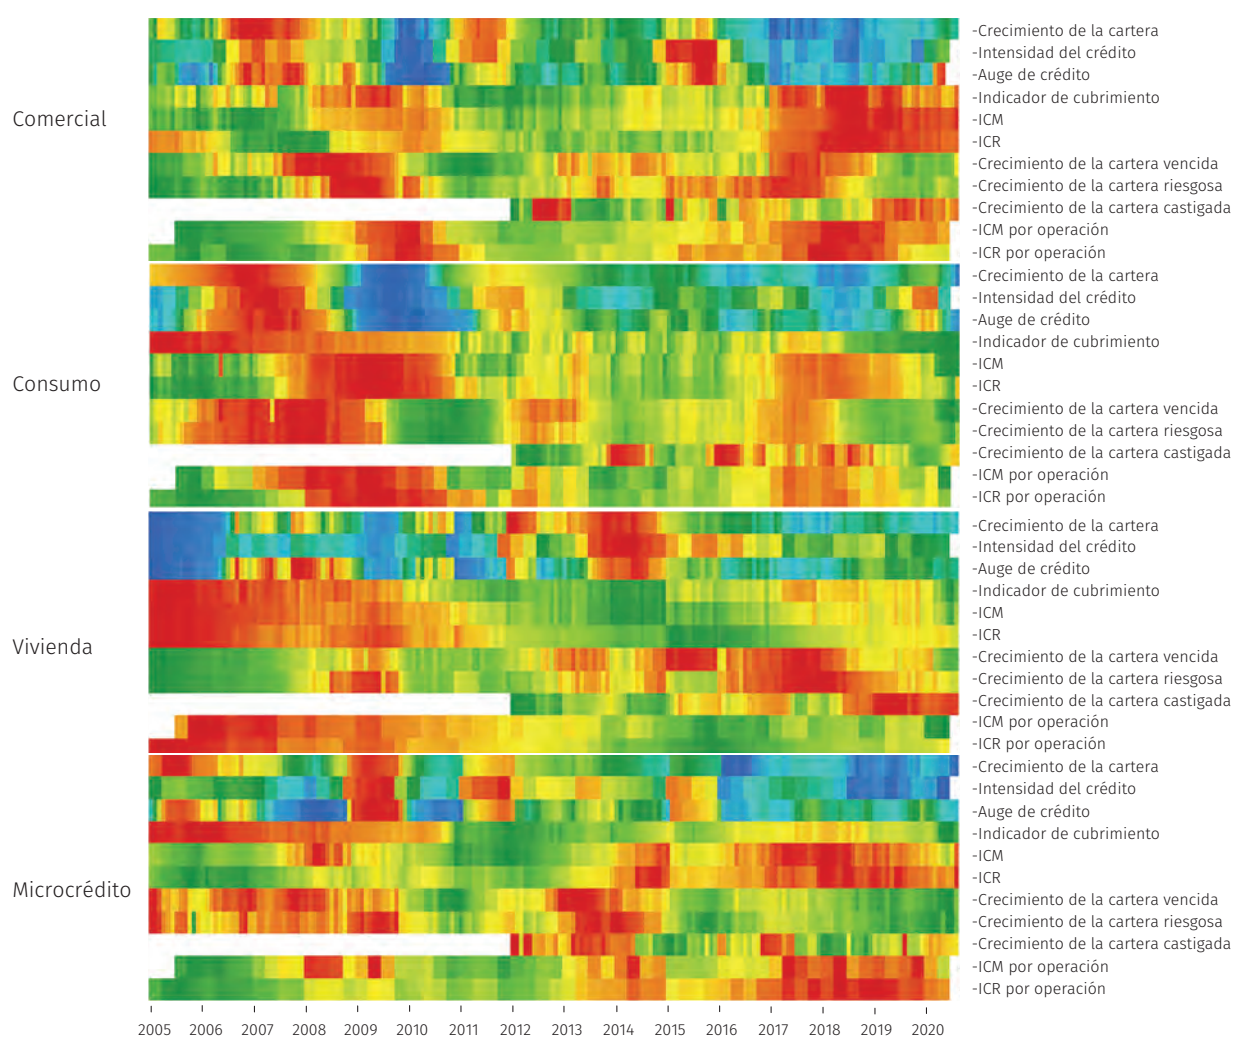 Comercial
-Crecimiento de la cartera
-Intensidad del crédito
-Auge de crédito
-Indicador de cubrimiento
-ICM
-ICR
-Crecimiento de la cartera vencida
-Crecimiento de la cartera riesgosa
-Crecimiento de la cartera castigada
-ICM por operación
-ICR por operación
Consumo
-Crecimiento de la cartera
-Intensidad del crédito
-Auge de crédito
-Indicador de cubrimiento
-ICM
-ICR
-Crecimiento de la cartera vencida
-Crecimiento de la cartera riesgosa
-Crecimiento de la cartera castigada
-ICM por operación
-ICR por operación
Vivienda
-Crecimiento de la cartera
-Intensidad del crédito
-Auge de crédito
-Indicador de cubrimiento
-ICM
-ICR
-Crecimiento de la cartera vencida
-Crecimiento de la cartera riesgosa
-Crecimiento de la cartera castigada
-ICM por operación
-ICR por operación
Microcrédito
-Crecimiento de la cartera
-Intensidad del crédito
-Auge de crédito
-Indicador de cubrimiento
-ICM
-ICR
-Crecimiento de la cartera vencida
-Crecimiento de la cartera riesgosa
-Crecimiento de la cartera castigada
-ICM por operación
-ICR por operación
2005 2006 2007 2008 2009 2010 2011 2012 2013 2014 2015 2016 2017 2018 2019 2020